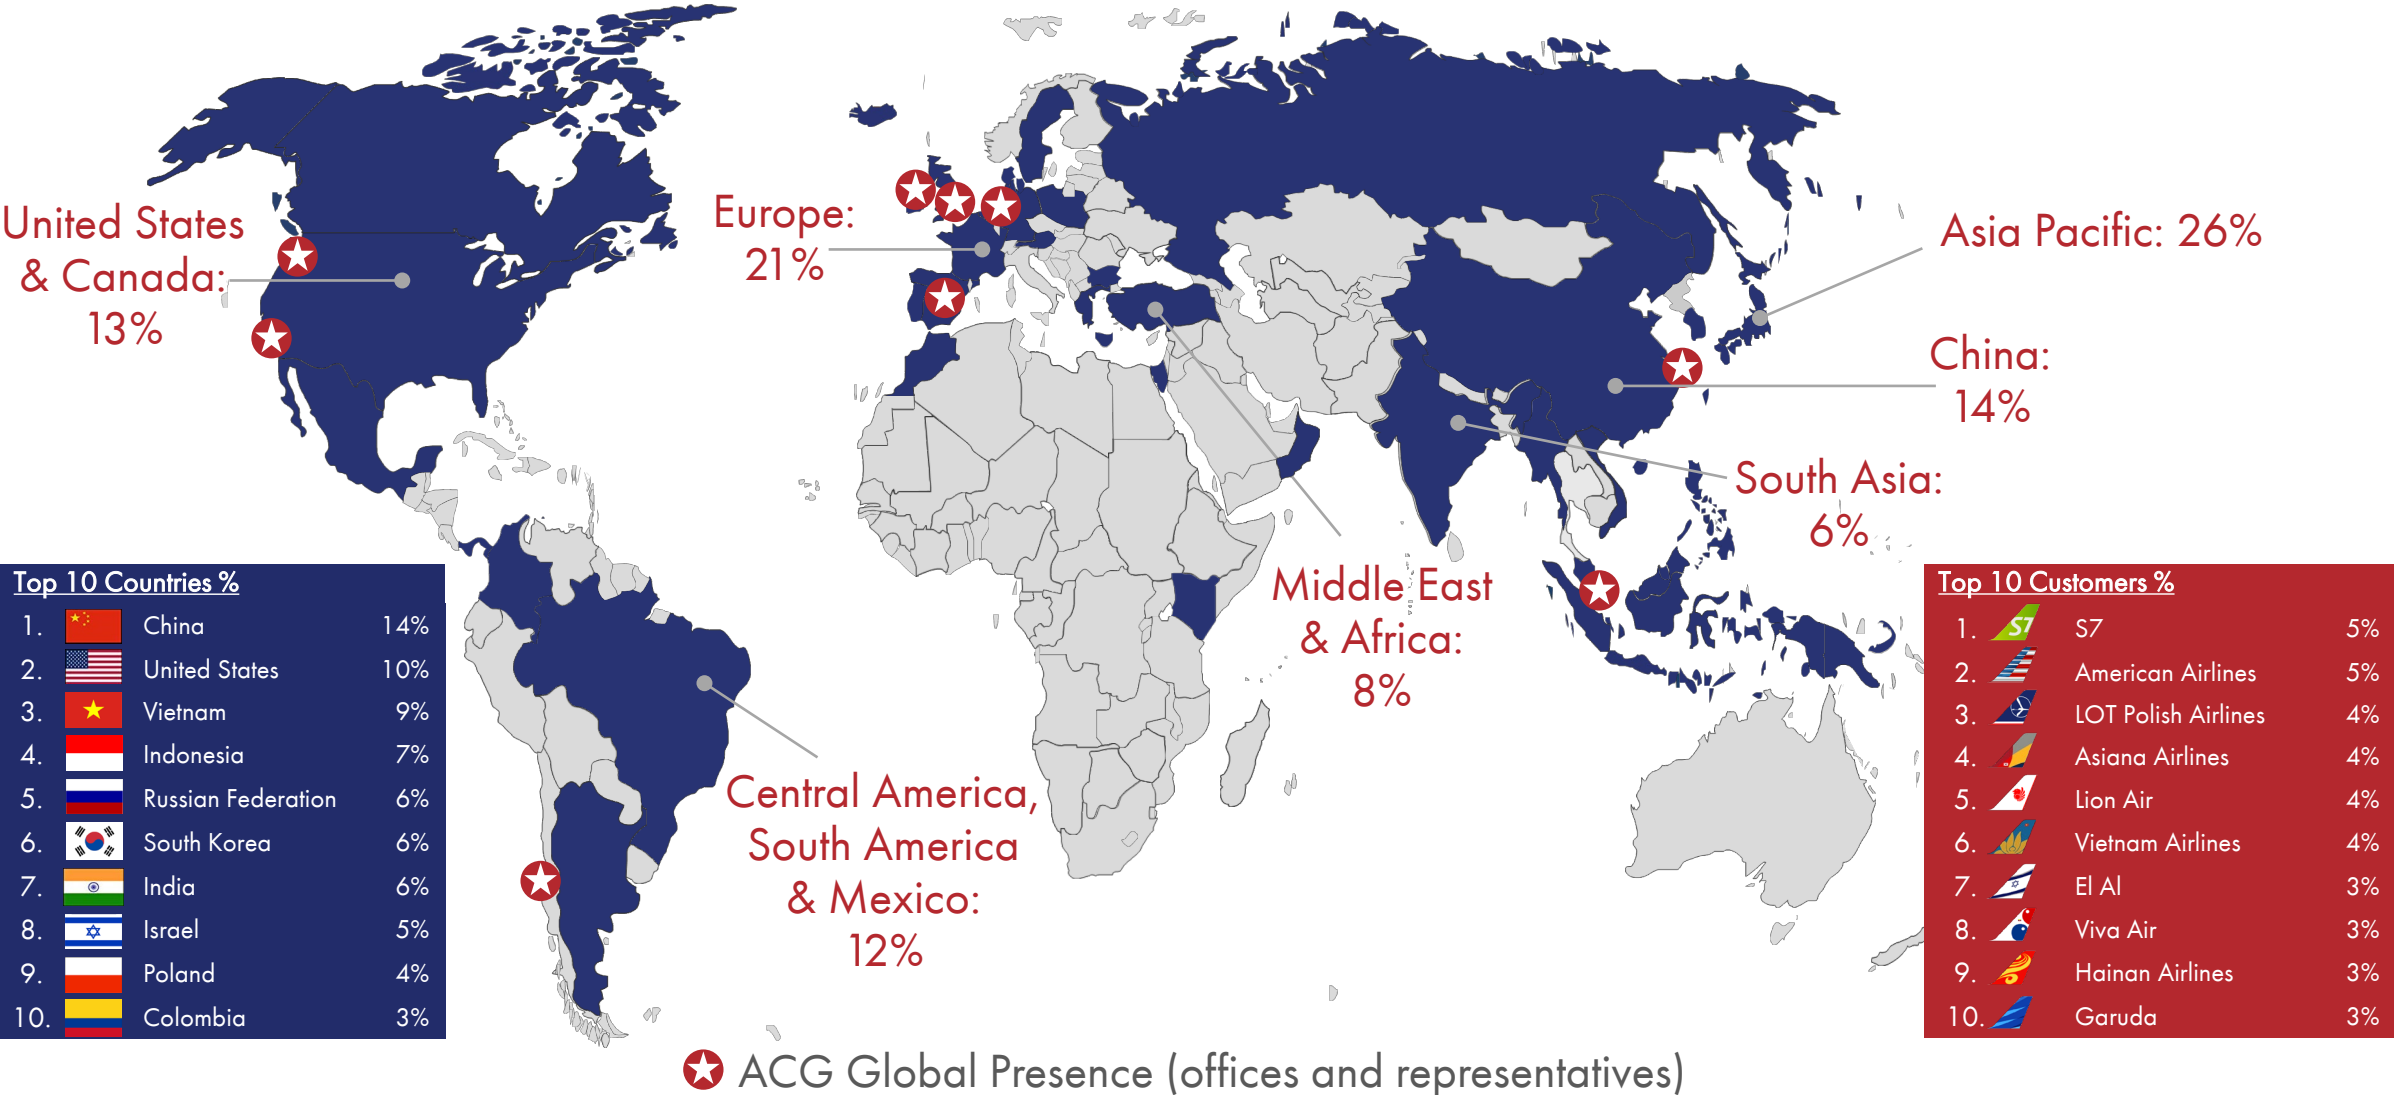 United States
& Canada:
13%
Europe:
21%
Asia Pacific: 26%
China:
14%
South Asia:
6%
Middle East
& Africa:
8%
Central America,
South America
& Mexico:
12%
Top 10 Countries %
1. China 14%
2. United States 10%
3. Vietnam 9%
4. Indonesia 7%
5. Russian Federation 6%
6. South Korea 6%
7. India 6%
8. Israel 5%
9. Poland 4%
10. Colombia 3%
Top 10 Customers %
1. S7 S7 5%
2. American Airlines 5%
3. LOT Polish Airlines 4%
4. Asiana Airlines 4%
5. Lion Air 4%
6. Vietnam Airlines 4%
7. El Al 3%
8. Viva Air 3%
9. Hainan Airlines 3%
10. Garuda 3%
ACG Global Presence (offices and representatives)